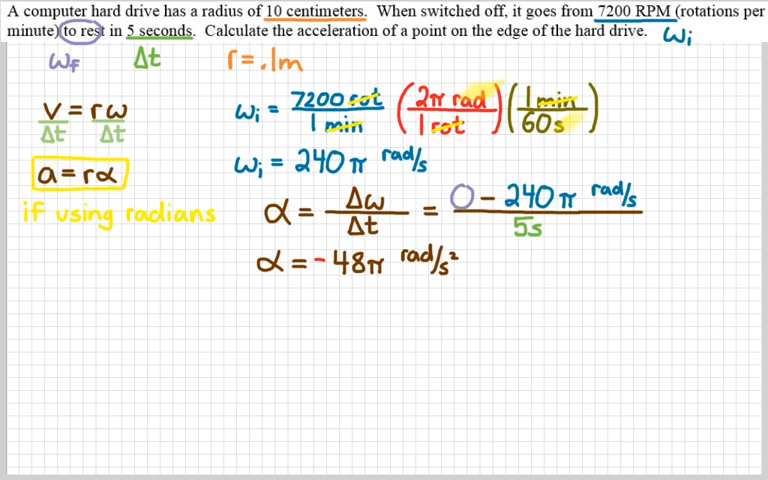 A computer hard drive has a radius of 10 centimeters. When switched off, it goes from 7200 RPM (rotations per
minute) to rest in 5 seconds. Calculate the acceleration of a point on the edge of the hard drive. ωi
ωF Δt r = .1m
V = rω
Δt Δt
ωi = 7200 rot / 1 min (2π rad / 1 rot) (1 min / 60 s)
a = rα
ωi = 240π rad/s
if using radians
α = Δω / Δt = 0 - 240π rad/s / 5s
α = -48π rad/s²